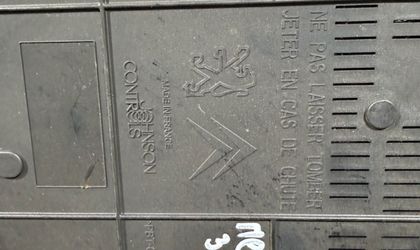 NE PAS LAISSER TOMBER
JETER EN CAS DE CHUTE
MADE IN FRANCE
JOHNSON
CONTROLS